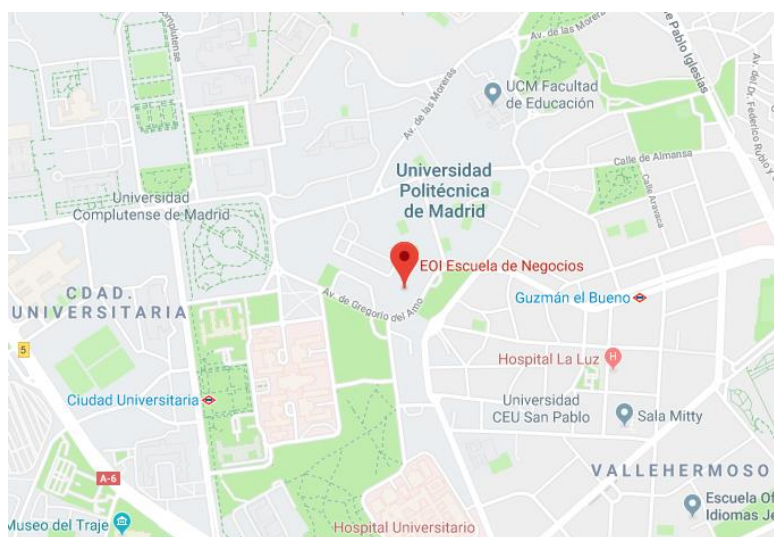 Complutense
Av. de las Moreras
de Pablo Iglesias
Av. del Dr. Federico Rubio y
UCM Facultad
de Educación
Av. de las Moreras
Calle de Almansa
Calle Aravaca
Universidad
Politécnica
de Madrid
Universidad
Complutense de Madrid
EOI Escuela de Negocios
CDAD.
UNIVERSITARIA
Av. de Gregorio del Amo
Guzmán el Bueno
5
Hospital La Luz
H
Ciudad Universitaria
Universidad
CEU San Pablo
Sala Mitty
A-6
VALLEHERMOSO
Escuela Of
Idiomas Je
Museo del Traje
Hospital Universitario